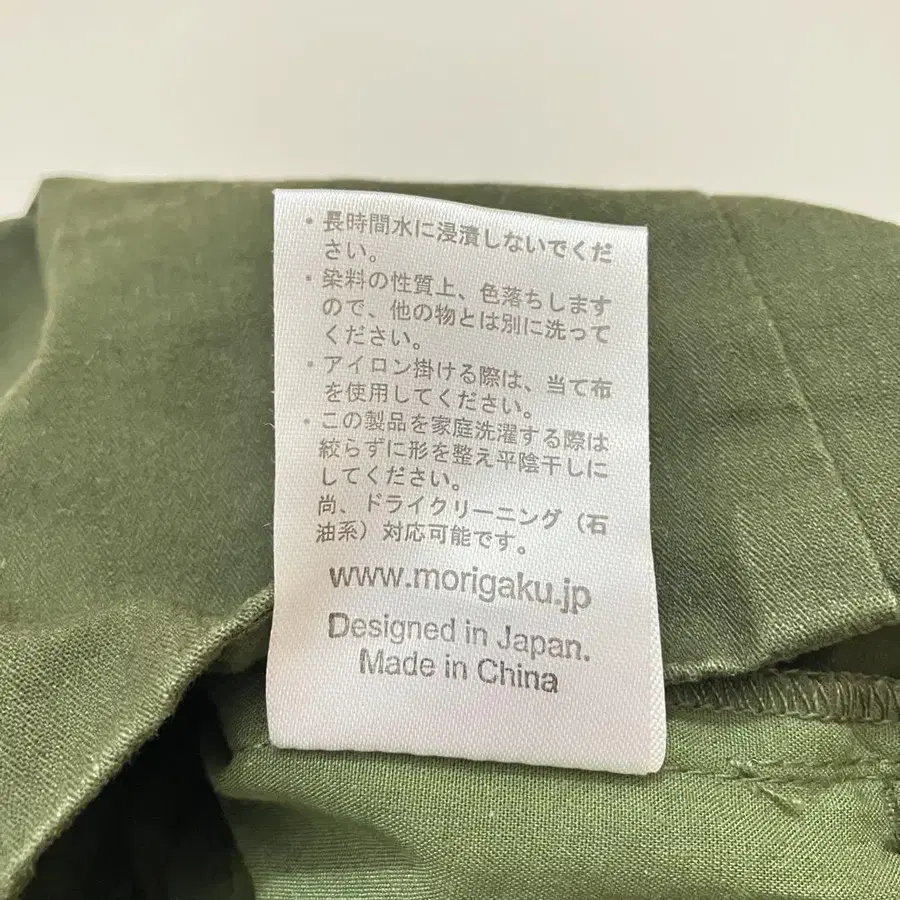 ・長時間水に浸漬しないでくだ
さい。
・染料の性質上、色落ちします
ので、他の物とは別に洗って
ください。
・アイロン掛ける際は、当て布
を使用してください。
・この製品を家庭洗濯する際は
絞らずに形を整え平陰干しに
してください。
尚、ドライクリーニング（石
油系）対応可能です。
www.morigaku.jp
Designed in Japan.
Made in China